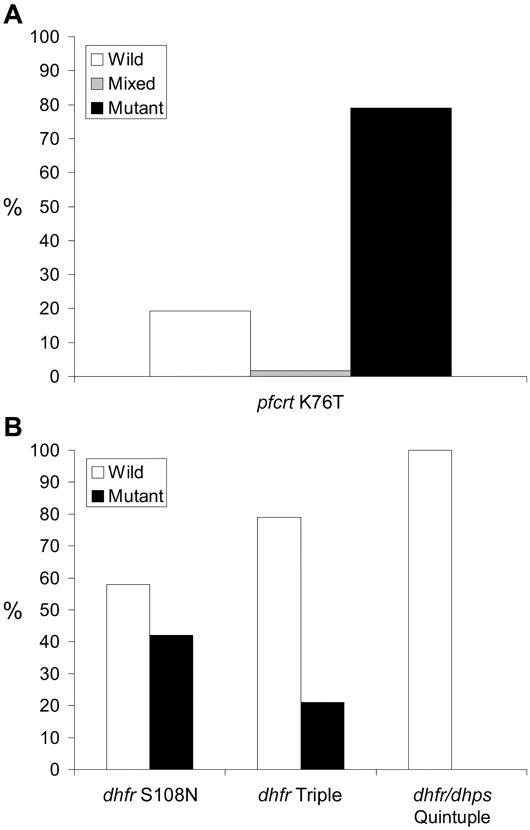 A
100
90
80
70
60
50
40
30
20
10
0
%
Wild
Mixed
Mutant
pfcrt K76T
B
100
90
80
70
60
50
40
30
20
10
0
%
Wild
Mutant
dhfr S108N
dhfr Triple
dhfr/dhps
Quintuple